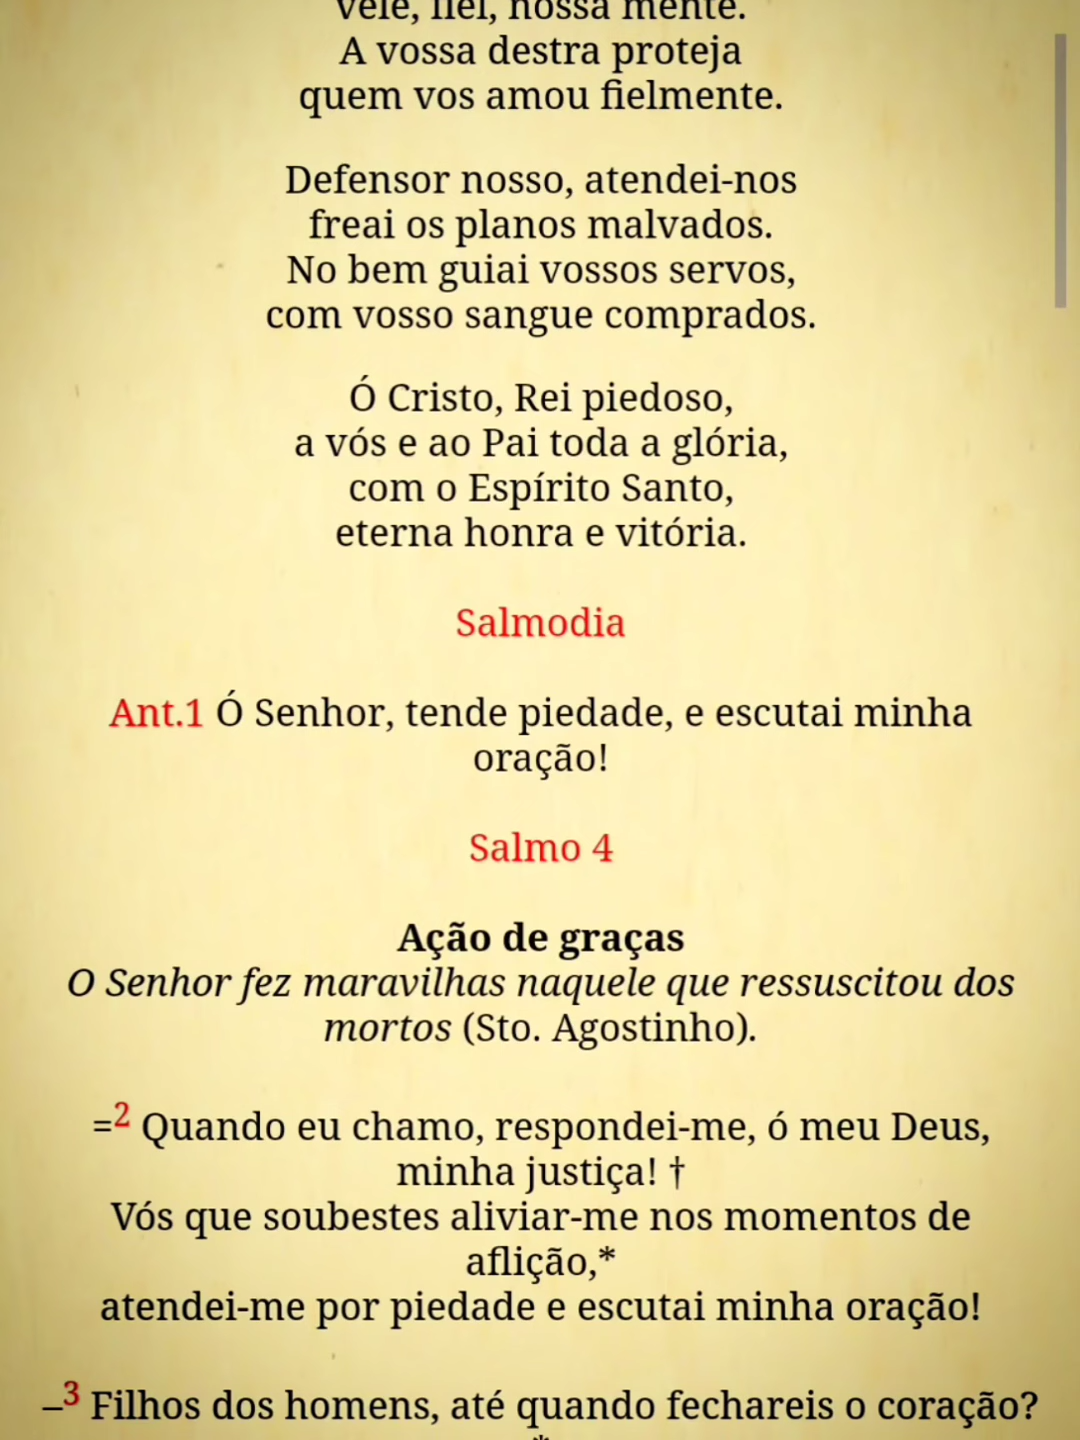 vele, fiel, nossa mente.
A vossa destra proteja
quem vos amou fielmente.
Defensor nosso, atendei-nos
freai os planos malvados.
No bem guiai vossos servos,
com vosso sangue comprados.
Ó Cristo, Rei piedoso,
a vós e ao Pai toda a glória,
com o Espírito Santo,
eterna honra e vitória.
Salmodia
Ant.1 Ó Senhor, tende piedade, e escutai minha
oração!
Salmo 4
Ação de graças
O Senhor fez maravilhas naquele que ressuscitou dos
mortos (Sto. Agostinho).
=2 Quando eu chamo, respondei-me, ó meu Deus,
minha justiça! †
Vós que soubestes aliviar-me nos momentos de
aflição,*
atendei-me por piedade e escutai minha oração!
–3 Filhos dos homens, até quando fechareis o coração?
*